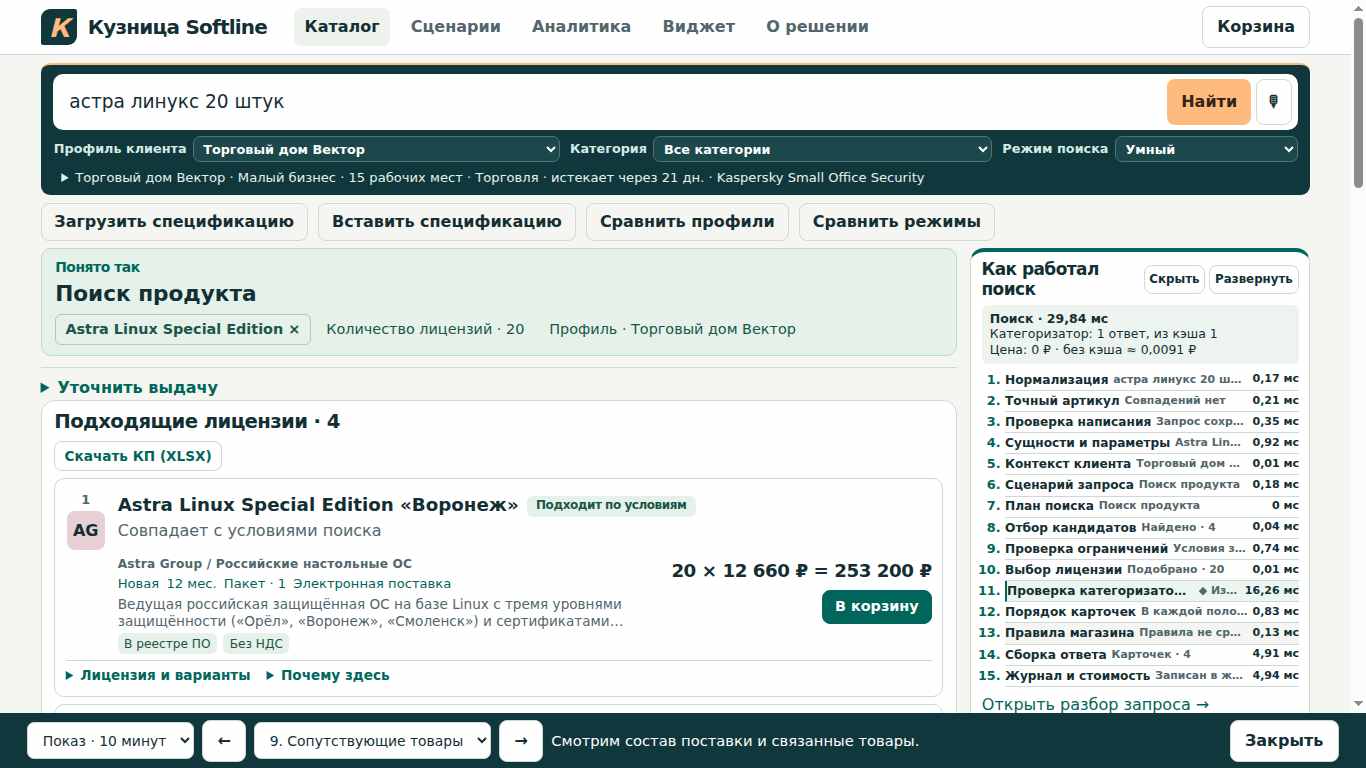 К Кузница Softline Каталог Сценарии Аналитика Виджет О решении Корзина
астра линукс 20 штук Найти
Профиль клиента Торговый дом Вектор Категория Все категории Режим поиска Умный
▶ Торговый дом Вектор · Малый бизнес · 15 рабочих мест · Торговля · истекает через 21 дн. · Kaspersky Small Office Security
Загрузить спецификацию Вставить спецификацию Сравнить профили Сравнить режимы
Понято так
Поиск продукта
Astra Linux Special Edition × Количество лицензий · 20 Профиль · Торговый дом Вектор
▶ Уточнить выдачу
Подходящие лицензии · 4
Скачать КП (XLSX)
1
AG
Astra Linux Special Edition «Воронеж» Подходит по условиям
Совпадает с условиями поиска
Astra Group / Российские настольные ОС
Новая 12 мес. Пакет · 1 Электронная поставка
Ведущая российская защищённая ОС на базе Linux с тремя уровнями
защищённости («Орёл», «Воронеж», «Смоленск») и сертификатами…
В реестре ПО Без НДС
20 × 12 660 ₽ = 253 200 ₽
В корзину
▶ Лицензия и варианты ▶ Почему здесь
Как работал
поиск
Скрыть Развернуть
Поиск · 29,84 мс
Категоризатор: 1 ответ, из кэша 1
Цена: 0 ₽ · без кэша ≈ 0,0091 ₽
1. Нормализация астра линукс 20 ш… 0,17 мс
2. Точный артикул Совпадений нет 0,21 мс
3. Проверка написания Запрос сохр… 0,35 мс
4. Сущности и параметры Astra Lin… 0,92 мс
5. Контекст клиента Торговый дом … 0,01 мс
6. Сценарий запроса Поиск продукта 0,18 мс
7. План поиска Поиск продукта 0 мс
8. Отбор кандидатов Найдено · 4 0,04 мс
9. Проверка ограничений Условия з… 0,74 мс
10. Выбор лицензии Подобрано · 20 0,01 мс
11. Проверка категоризато… ◆ Из… 16,26 мс
12. Порядок карточек В каждой поло… 0,83 мс
13. Правила магазина Правила не ср… 0,13 мс
14. Сборка ответа Карточек · 4 4,91 мс
15. Журнал и стоимость Записан в ж… 4,94 мс
Открыть разбор запроса →
Показ · 10 минут ← 9. Сопутствующие товары → Смотрим состав поставки и связанные товары. Закрыть